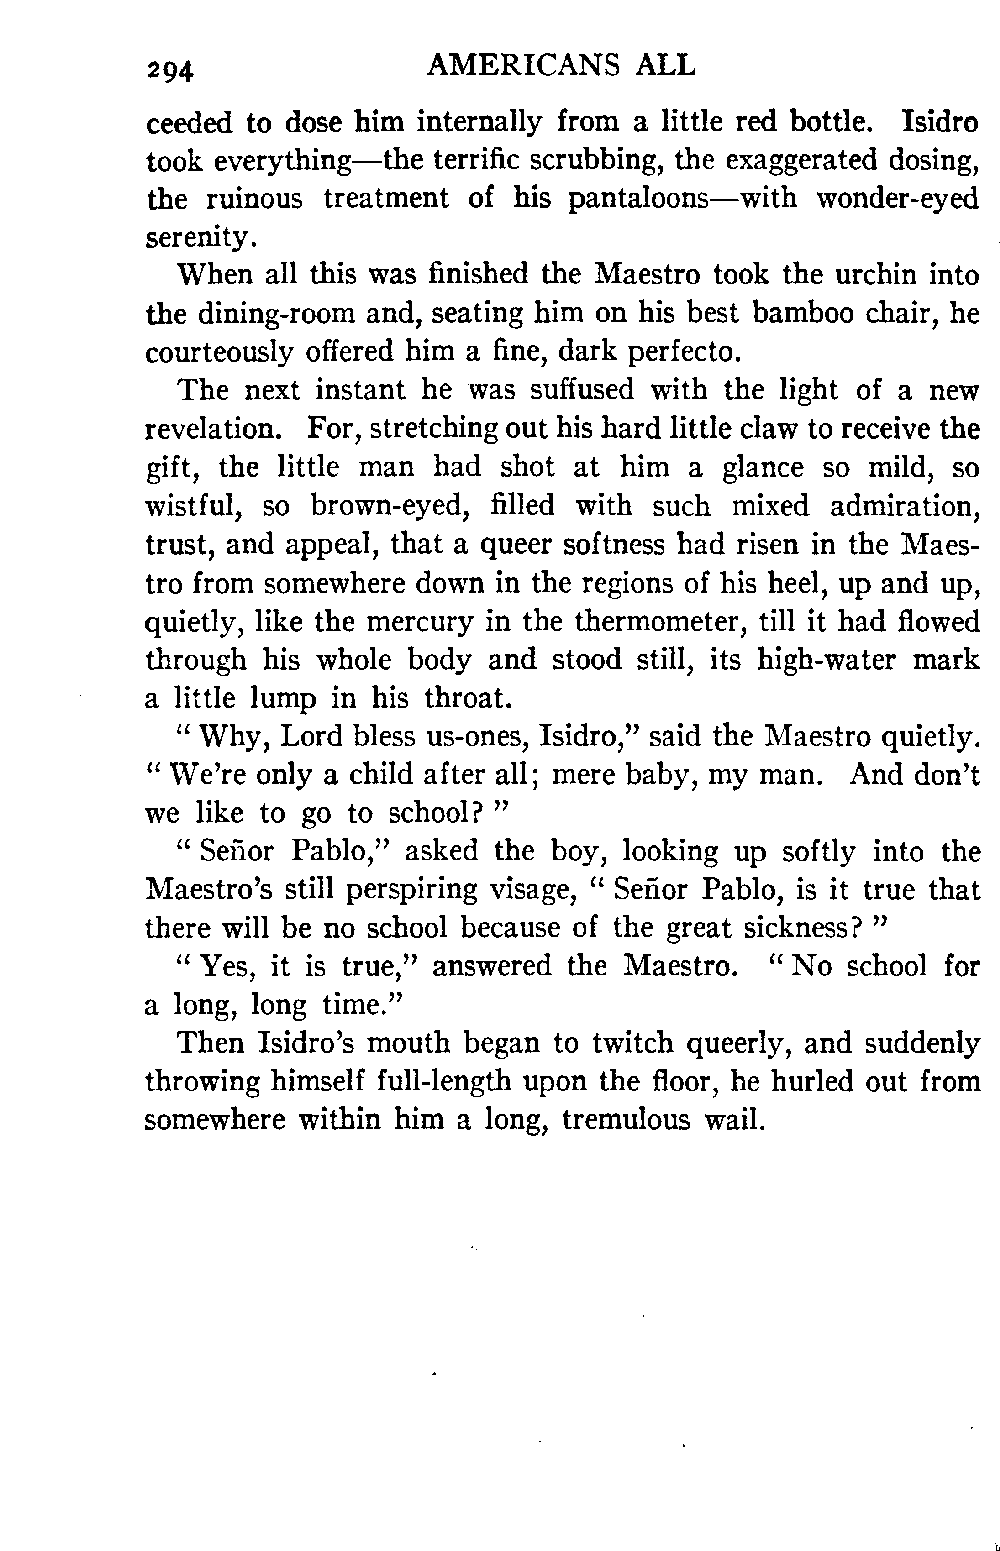 294 AMERICANS ALL
ceeded to dose him internally from a little red bottle. Isidro
took everything—the terrific scrubbing, the exaggerated dosing,
the ruinous treatment of his pantaloons—with wonder-eyed
serenity.
When all this was finished the Maestro took the urchin into
the dining-room and, seating him on his best bamboo chair, he
courteously offered him a fine, dark perfecto.
The next instant he was suffused with the light of a new
revelation. For, stretching out his hard little claw to receive the
gift, the little man had shot at him a glance so mild, so
wistful, so brown-eyed, filled with such mixed admiration,
trust, and appeal, that a queer softness had risen in the Maes-
tro from somewhere down in the regions of his heel, up and up,
quietly, like the mercury in the thermometer, till it had flowed
through his whole body and stood still, its high-water mark
a little lump in his throat.
" Why, Lord bless us-ones, Isidro," said the Maestro quietly.
" We're only a child after all; mere baby, my man. And don't
we like to go to school? "
" Señor Pablo," asked the boy, looking up softly into the
Maestro's still perspiring visage, " Señor Pablo, is it true that
there will be no school because of the great sickness? "
" Yes, it is true," answered the Maestro. " No school for
a long, long time."
Then Isidro's mouth began to twitch queerly, and suddenly
throwing himself full-length upon the floor, he hurled out from
somewhere within him a long, tremulous wail.